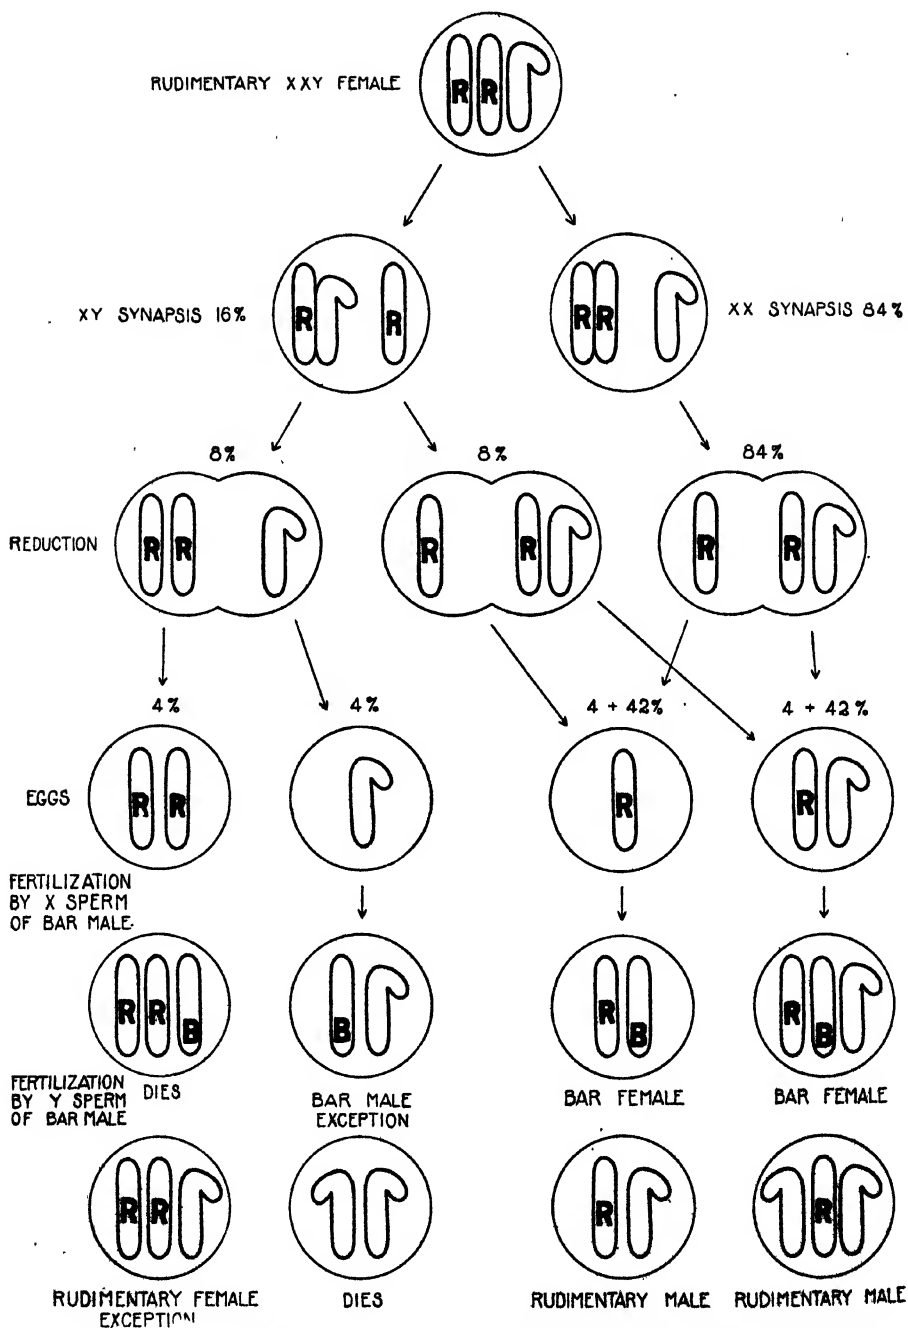 RUDIMENTARY XXY FEMALE
R R
XY SYNAPSIS 16%
R R
R R
XX SYNAPSIS 84%
8%
8%
84%
REDUCTION
R R
R R
R R
4%
4%
4 + 42%
4 + 42%
EGGS
R R
R
R
FERTILIZATION
BY X SPERM
OF BAR MALE.
R R B
B
R B
R B
DIES
BAR MALE
EXCEPTION
BAR FEMALE
BAR FEMALE
FERTILIZATION
BY Y SPERM
OF BAR MALE
R R
R
R
RUDIMENTARY FEMALE
EXCEPTION
DIES
RUDIMENTARY MALE
RUDIMENTARY MALE